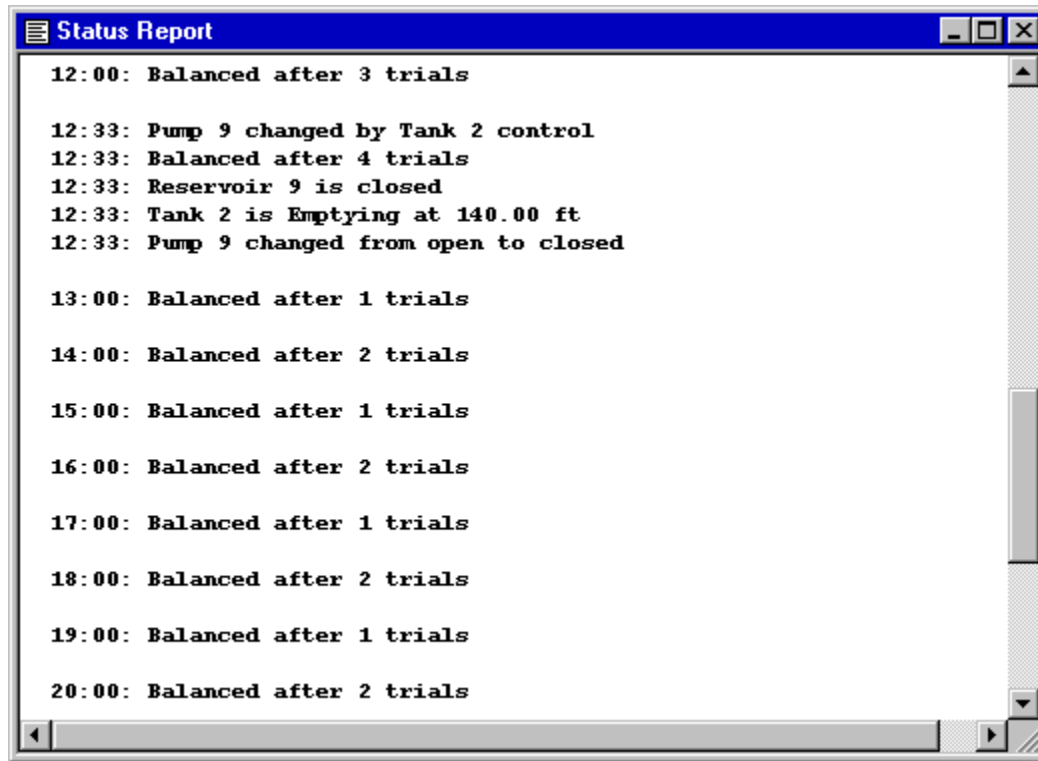 Status Report
12:00: Balanced after 3 trials
12:33: Pump 9 changed by Tank 2 control
12:33: Balanced after 4 trials
12:33: Reservoir 9 is closed
12:33: Tank 2 is Emptying at 140.00 ft
12:33: Pump 9 changed from open to closed
13:00: Balanced after 1 trials
14:00: Balanced after 2 trials
15:00: Balanced after 1 trials
16:00: Balanced after 2 trials
17:00: Balanced after 1 trials
18:00: Balanced after 2 trials
19:00: Balanced after 1 trials
20:00: Balanced after 2 trials